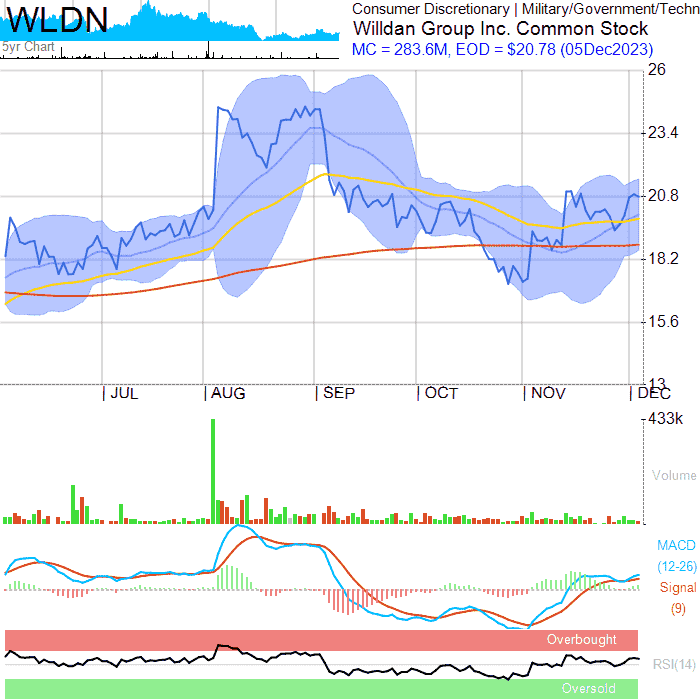 WLDN
5yr Chart
Consumer Discretionary | Military/Government/Techn
Willdan Group Inc. Common Stock
MC = 283.6M, EOD = $20.78 (05Dec2023)
26
23.4
20.8
18.2
15.6
13
| JUL | AUG | SEP | OCT | NOV | DEC
433k
Volume
MACD
(12-26)
Signal
(9)
Overbought
RSI(14)
Oversold